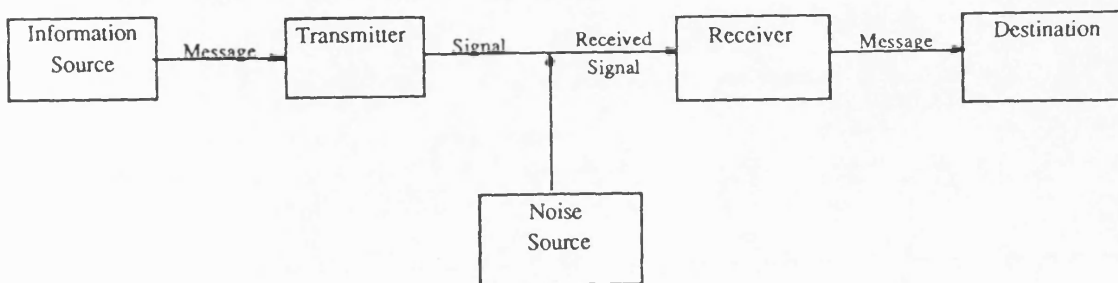 Information
Source
Message
Transmitter
Signal
Received
Signal
Receiver
Message
Destination
Noise
Source